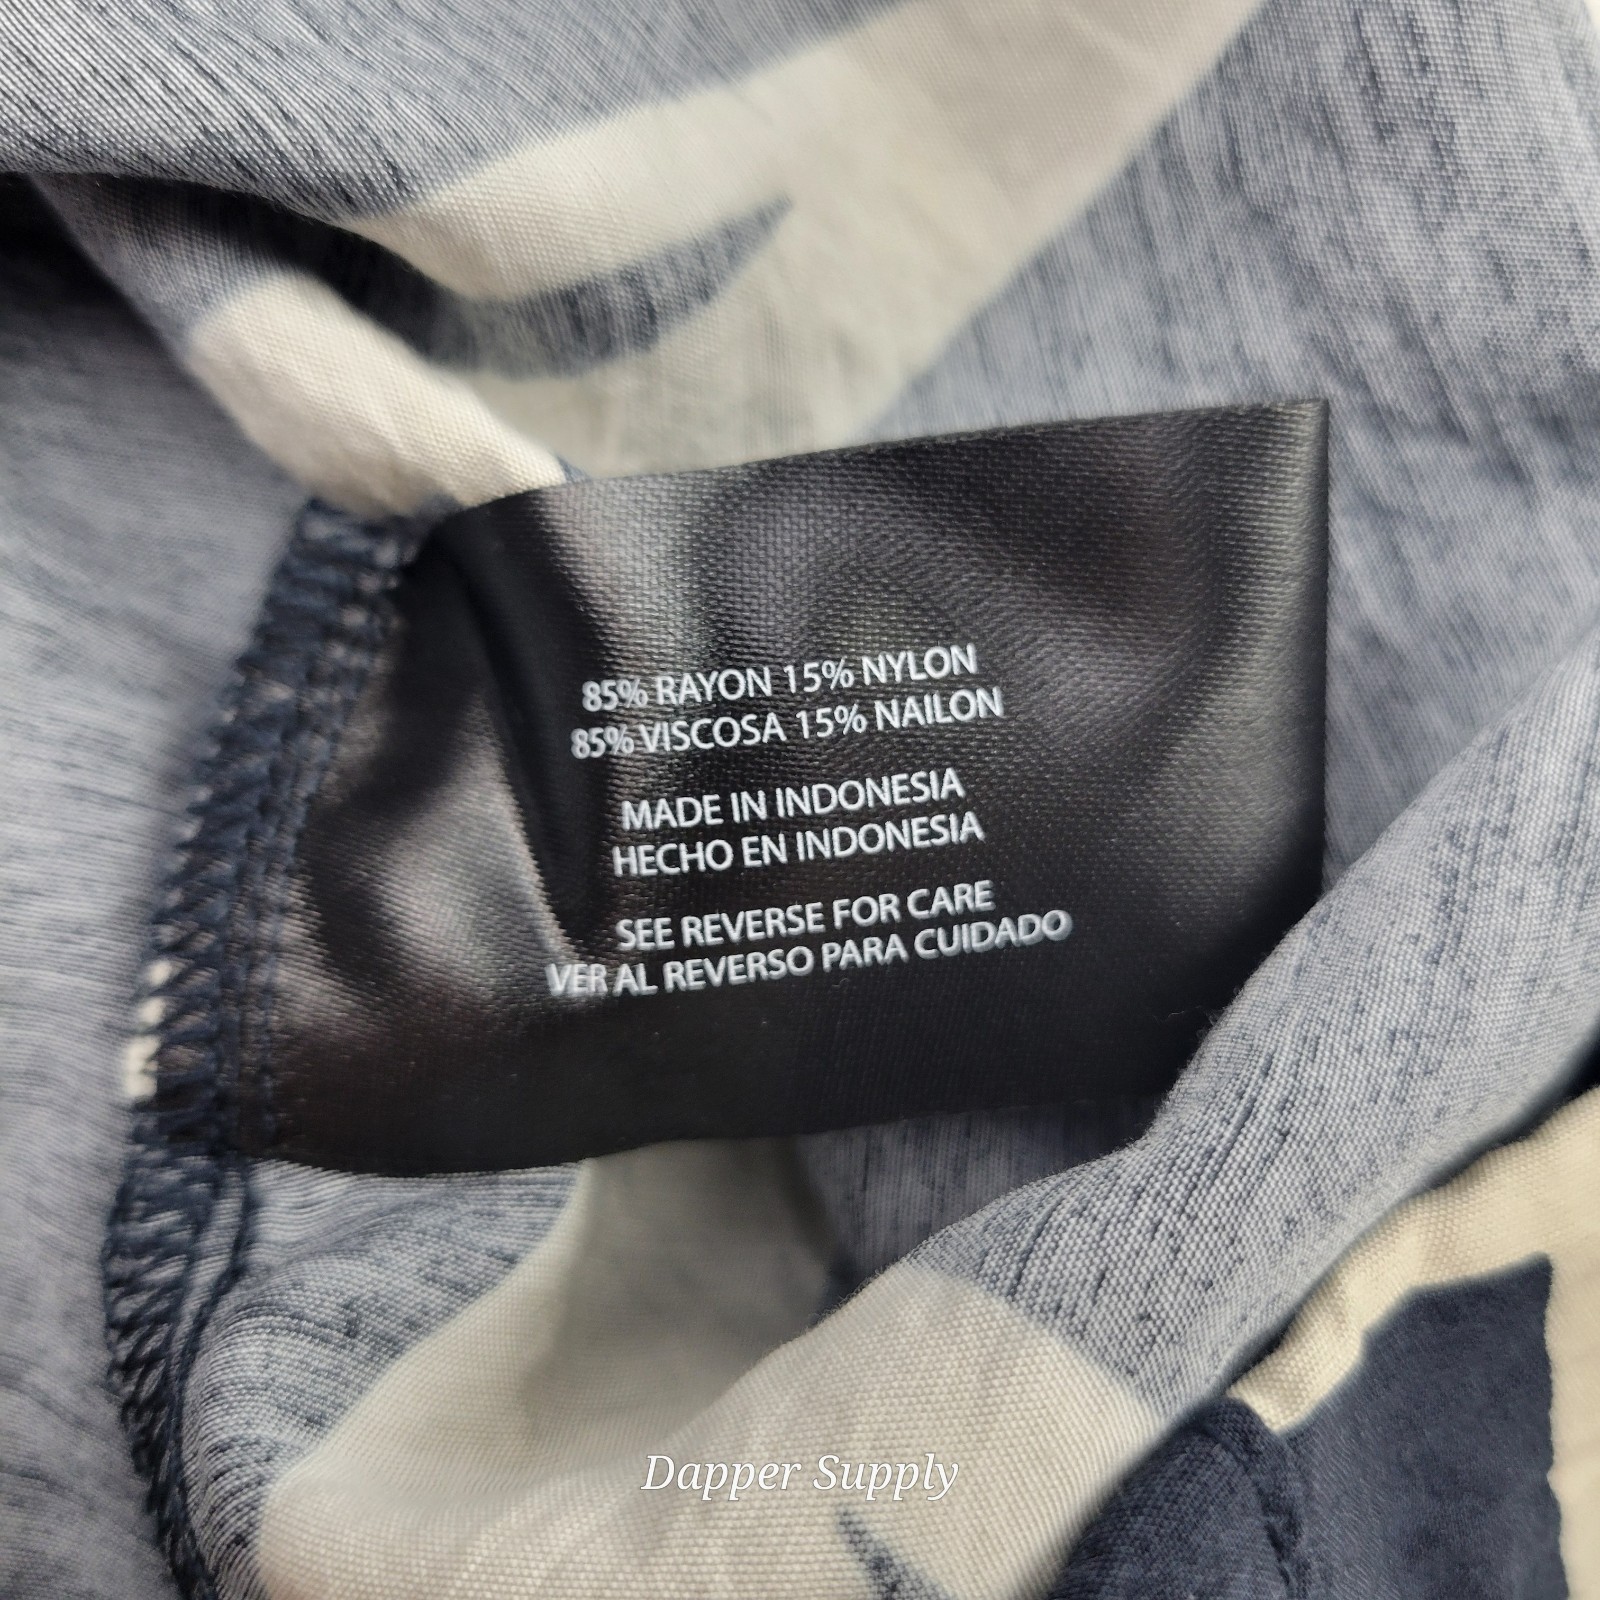 85% RAYON 15% NYLON
85% VISCOSA 15% NAILON
MADE IN INDONESIA
HECHO EN INDONESIA
SEE REVERSE FOR CARE
VER AL REVERSO PARA CUIDADO
Dapper Supply